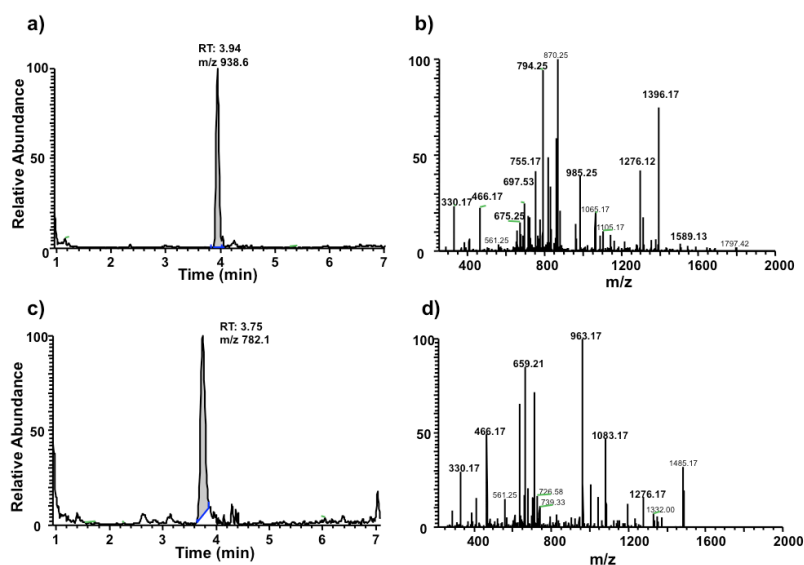 a)
RT: 3.94
m/z 938.6
Relative Abundance
100
50
0
1 2 3 4 5 6 7
Time (min)
b)
870.25
794.25
1396.17
755.17
1276.12
697.53
985.25
330.17
466.17
1065.17
675.25
1105.17
561.25
1589.13
1797.42
100
50
0
400 800 1200 1600 2000
m/z
c)
RT: 3.75
m/z 782.1
Relative Abundance
100
50
0
1 2 3 4 5 6 7
Time (min)
d)
963.17
659.21
466.17
1083.17
330.17
1485.17
561.25
726.58
739.33
1276.17
1332.00
100
50
0
400 800 1200 1600 2000
m/z